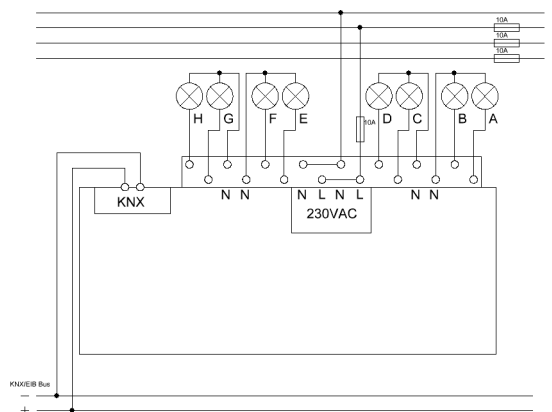 10A
10A
10A
H G F E D C B A
10A
N N N L N L N N
KNX
230VAC
KNX/EIB Bus
—
+